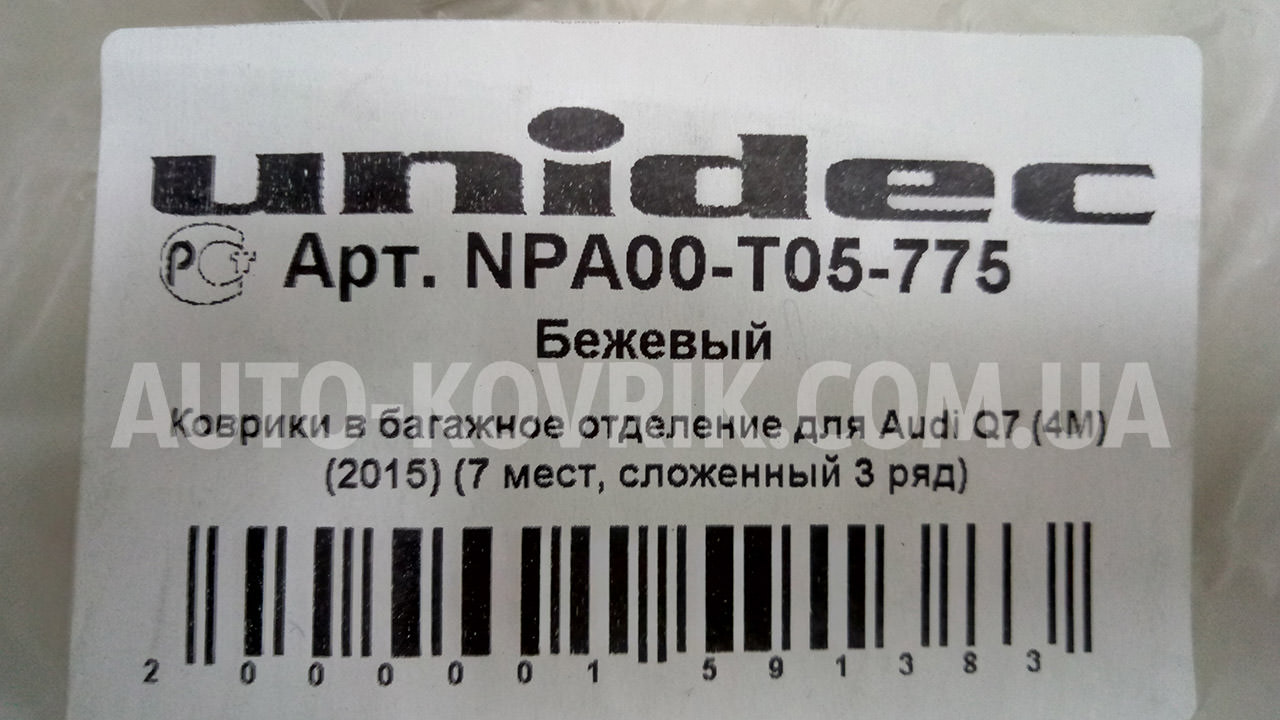 unidec
РСТ Арт. NPA00-T05-775
Бежевый
AUTO-KOVRIK.COM.UA
Коврики в багажное отделение для Audi Q7 (4M)
(2015) (7 мест, сложенный 3 ряд)
2 000001 591383